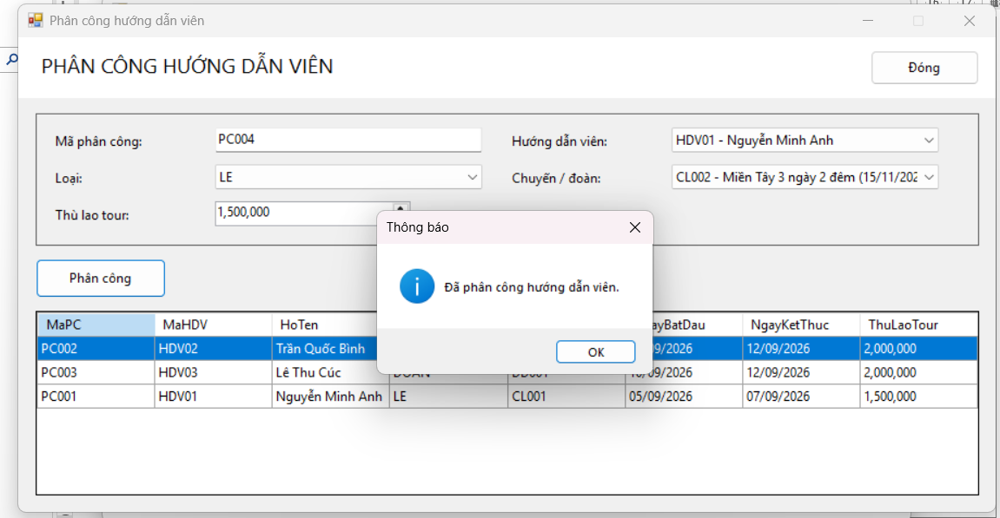 Phân công hướng dẫn viên
PHÂN CÔNG HƯỚNG DẪN VIÊN
Đóng
Mã phân công: PC004 Hướng dẫn viên: HDV01 - Nguyễn Minh Anh
Loại: LE Chuyến / đoàn: CL002 - Miền Tây 3 ngày 2 đêm (15/11/202
Thù lao tour: 1,500,000
Thông báo
Đã phân công hướng dẫn viên.
OK
Phân công
MaPC MaHDV HoTen ayBatDau NgayKetThuc ThuLaoTour
PC002 HDV02 Trần Quốc Bình 9/2026 12/09/2026 2,000,000
PC003 HDV03 Lê Thu Cúc 12/09/2026 2,000,000
PC001 HDV01 Nguyễn Minh Anh LE CL001 05/09/2026 07/09/2026 1,500,000